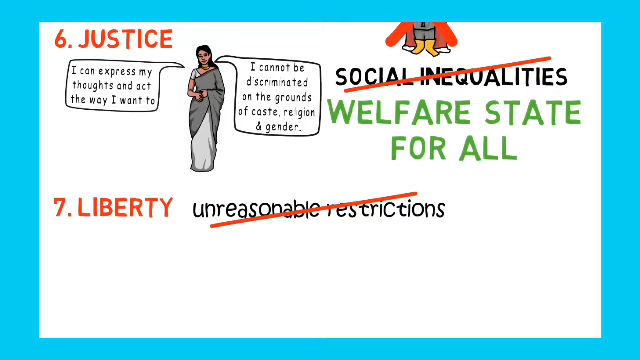 6. JUSTICE
I can express my
thoughts and act
the way I want to
I cannot be
discriminated
on the grounds
of caste, religion
& gender.
SOCIAL INEQUALITIES
WELFARE STATE
FOR ALL
7. LIBERTY unreasonable restrictions